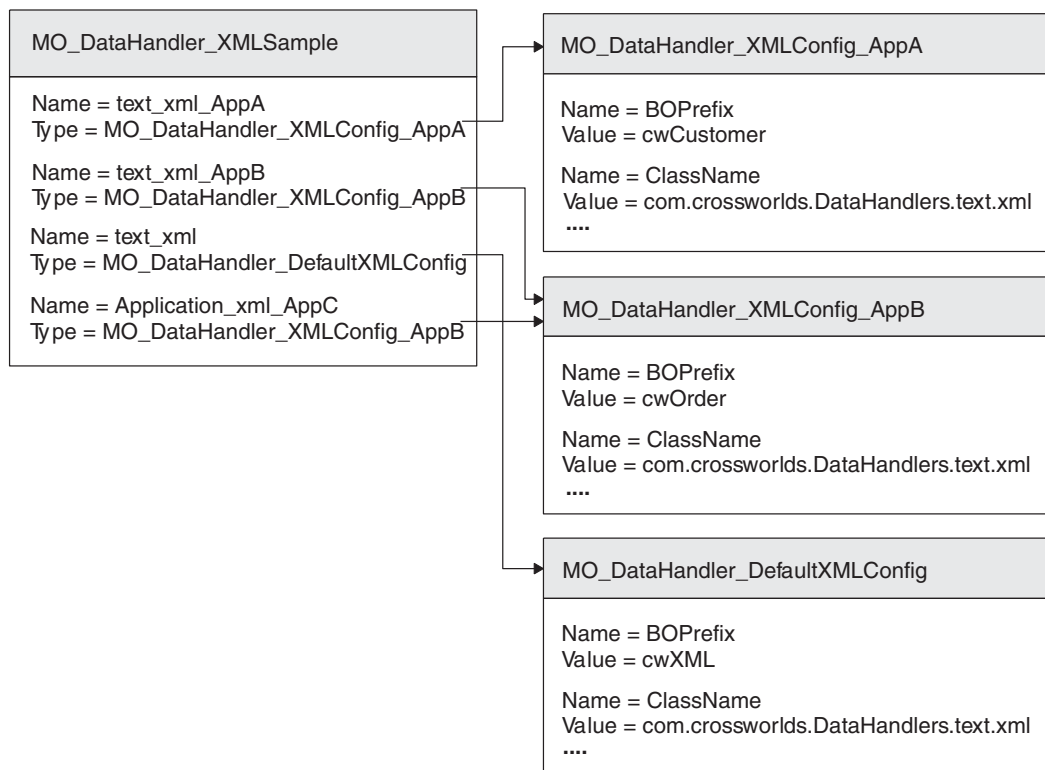 MO_DataHandler_XMLSample
Name = text_xml_AppA
Type = MO_DataHandler_XMLConfig_AppA
Name = text_xml_AppB
Type = MO_DataHandler_XMLConfig_AppB
Name = text_xml
Type = MO_DataHandler_DefaultXMLConfig
Name = Application_xml_AppC
Type = MO_DataHandler_XMLConfig_AppB
MO_DataHandler_XMLConfig_AppA
Name = BOPrefix
Value = cwCustomer
Name = ClassName
Value = com.crossworlds.DataHandlers.text.xml
....
MO_DataHandler_XMLConfig_AppB
Name = BOPrefix
Value = cwOrder
Name = ClassName
Value = com.crossworlds.DataHandlers.text.xml
....
MO_DataHandler_DefaultXMLConfig
Name = BOPrefix
Value = cwXML
Name = ClassName
Value = com.crossworlds.DataHandlers.text.xml
....